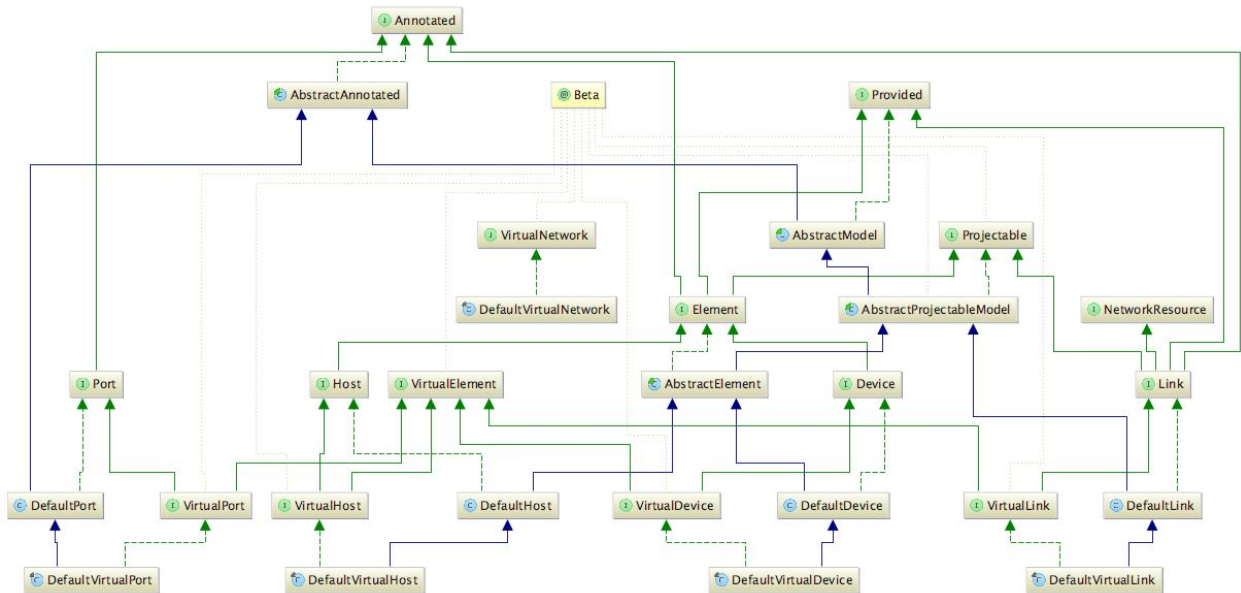 Annotated
AbstractAnnotated
Beta
Provided
VirtualNetwork
AbstractModel
Projectable
DefaultVirtualNetwork
Element
AbstractProjectableModel
NetworkResource
Port
Host
VirtualElement
AbstractElement
Device
Link
DefaultPort
VirtualPort
VirtualHost
DefaultHost
VirtualDevice
DefaultDevice
VirtualLink
DefaultLink
DefaultVirtualPort
DefaultVirtualHost
DefaultVirtualDevice
DefaultVirtualLink